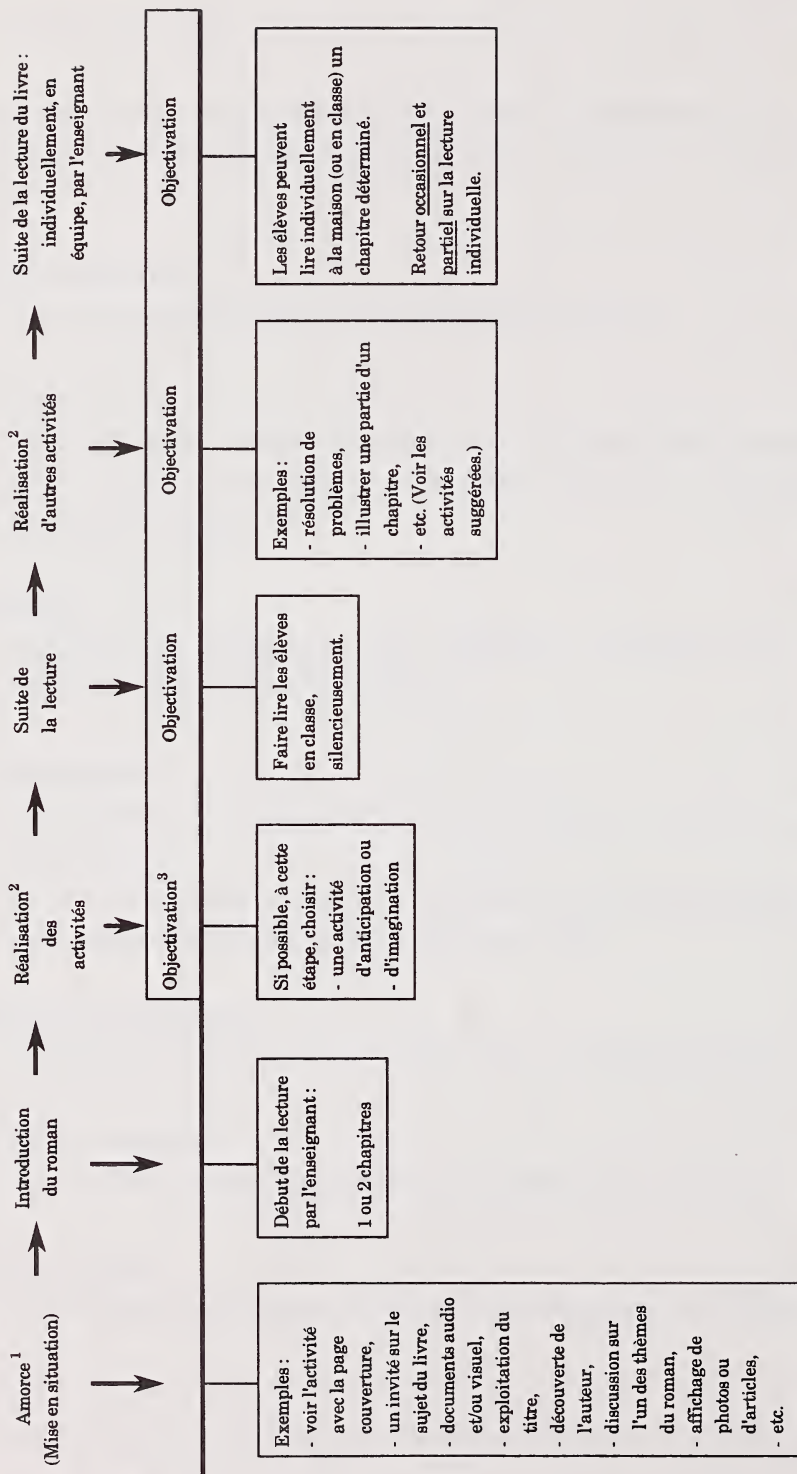 Amorce 1
(Mise en situation)
Introduction
du roman
Réalisation2
des
activités
Suite de
la lecture
Réalisation2
d'autres activités
Suite de la lecture du livre :
individuellement, en
équipe, par l'enseignant
Objectivation3
Objectivation
Objectivation
Objectivation
Exemples :
- voir l'activité
avec la page
couverture,
- un invité sur le
sujet du livre,
- documents audio
et/ou visuel,
- exploitation du
titre,
- découverte de
l'auteur,
- discussion sur
l'un des thèmes
du roman,
- affichage de
photos ou
d'articles,
- etc.
Début de la lecture
par l'enseignant :
1 ou 2 chapitres
Si possible, à cette
étape, choisir :
- une activité
d'anticipation ou
- d'imagination
Faire lire les élèves
en classe,
silencieusement.
Exemples :
- résolution de
problèmes,
- illustrer une partie d'un
chapitre,
- etc. (Voir les
activités
suggérées.)
Les élèves peuvent
lire individuellement
à la maison (ou en classe) un
chapitre déterminé.
Retour occasionnel et
partiel sur la lecture
individuelle.